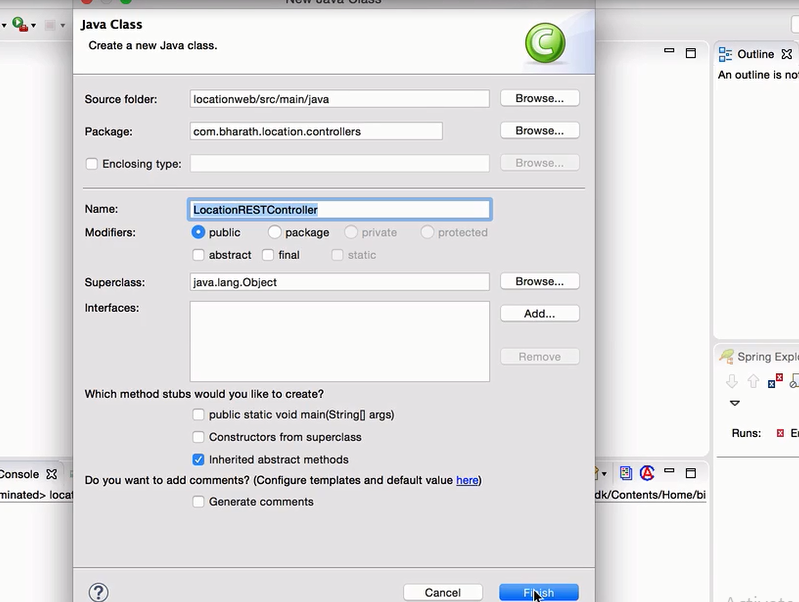 New Java Class
Java Class
Create a new Java class.
Outline
An outline is not
Source folder: locationweb/src/main/java Browse...
Package: com.bharath.location.controllers Browse...
Enclosing type: Browse...
Name: LocationRESTController
Modifiers: public package private protected
abstract final static
Superclass: java.lang.Object Browse...
Interfaces:
Add...
Remove
Spring Explo
Which method stubs would you like to create?
public static void main(String[] args)
Runs:
Constructors from superclass
Inherited abstract methods
Console
Do you want to add comments? (Configure templates and default value here)
minated> locat
dk/Contents/Home/bi
Generate comments
Cancel Finish
Activate